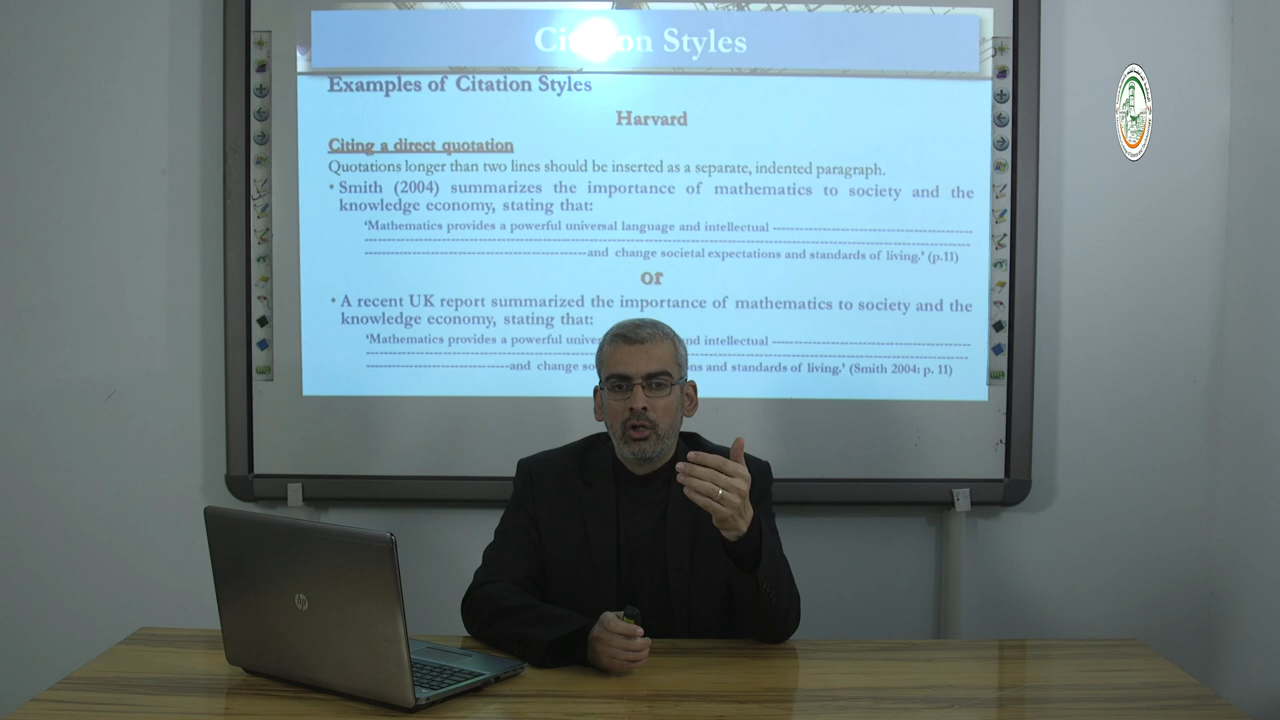 Citation Styles
Examples of Citation Styles
Harvard
Citing a direct quotation
Quotations longer than two lines should be inserted as a separate, indented paragraph.
• Smith (2004) summarizes the importance of mathematics to society and the
knowledge economy, stating that:
‘Mathematics provides a powerful universal language and intellectual ------------------------------------
------------------------------------------------------------------------------------------------------------
----------------------------------------and change societal expectations and standards of living.’ (p.11)
or
• A recent UK report summarized the importance of mathematics to society and the
knowledge economy, stating that:
‘Mathematics provides a powerful nd intellectual ------------------------------------
------------------------------------------------------------------------------------------------------------
--------------------------and change so ns and standards of living.’ (Smith 2004: p. 11)
hp